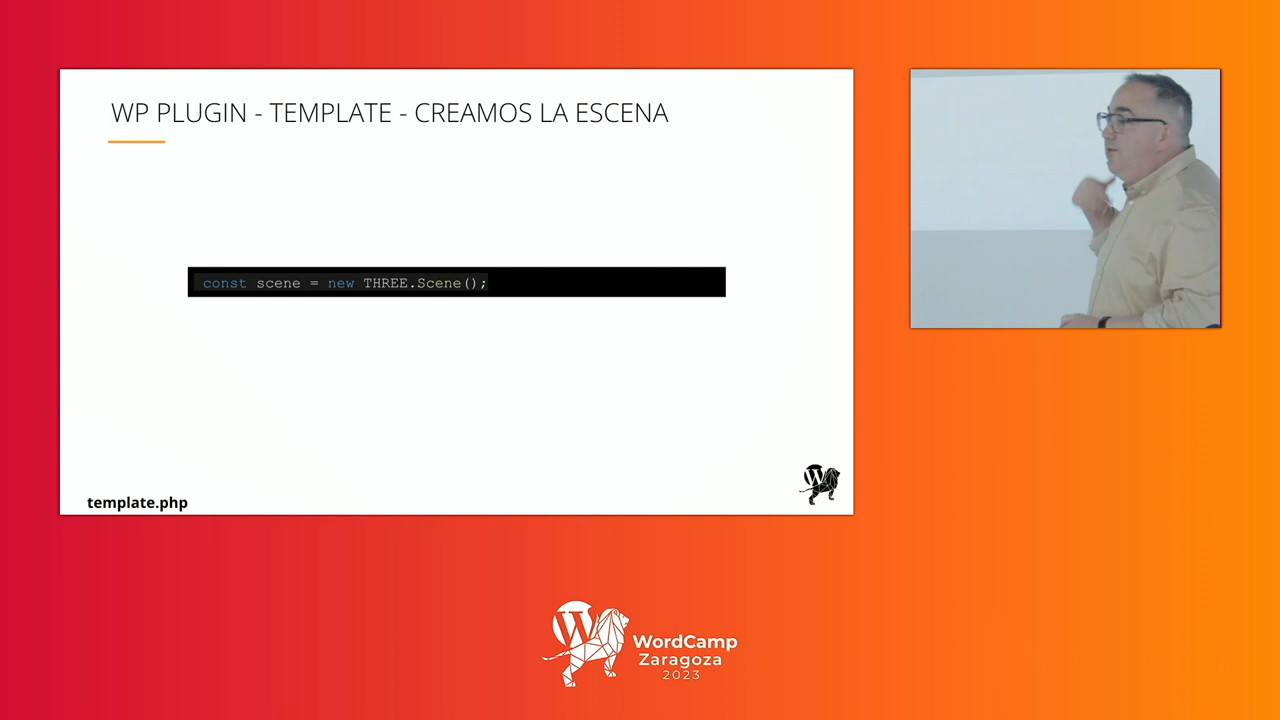 WP PLUGIN - TEMPLATE - CREAMOS LA ESCENA
const scene = new THREE.Scene();
template.php
WordCamp
Zaragoza
2023